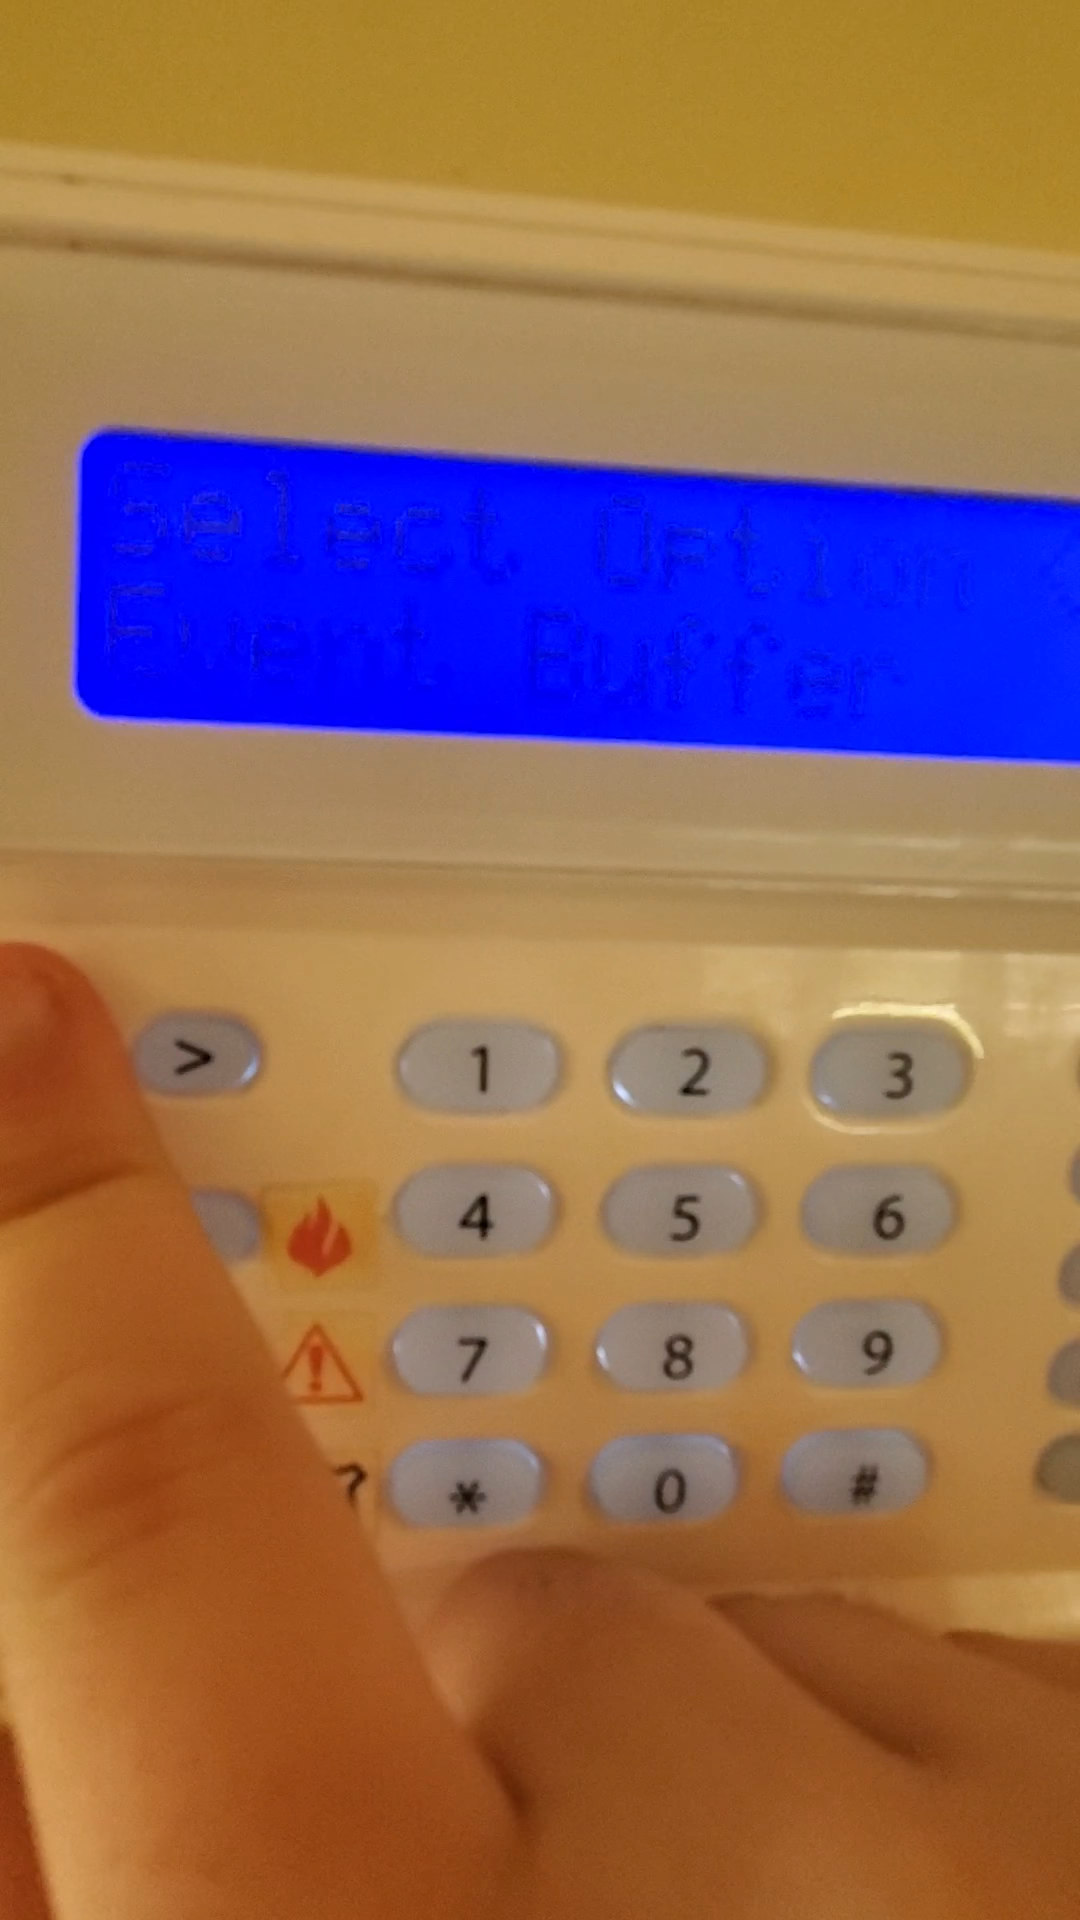 Select Option
Event Buffer
> 1 2 3
4 5 6
7 8 9
? * 0 #